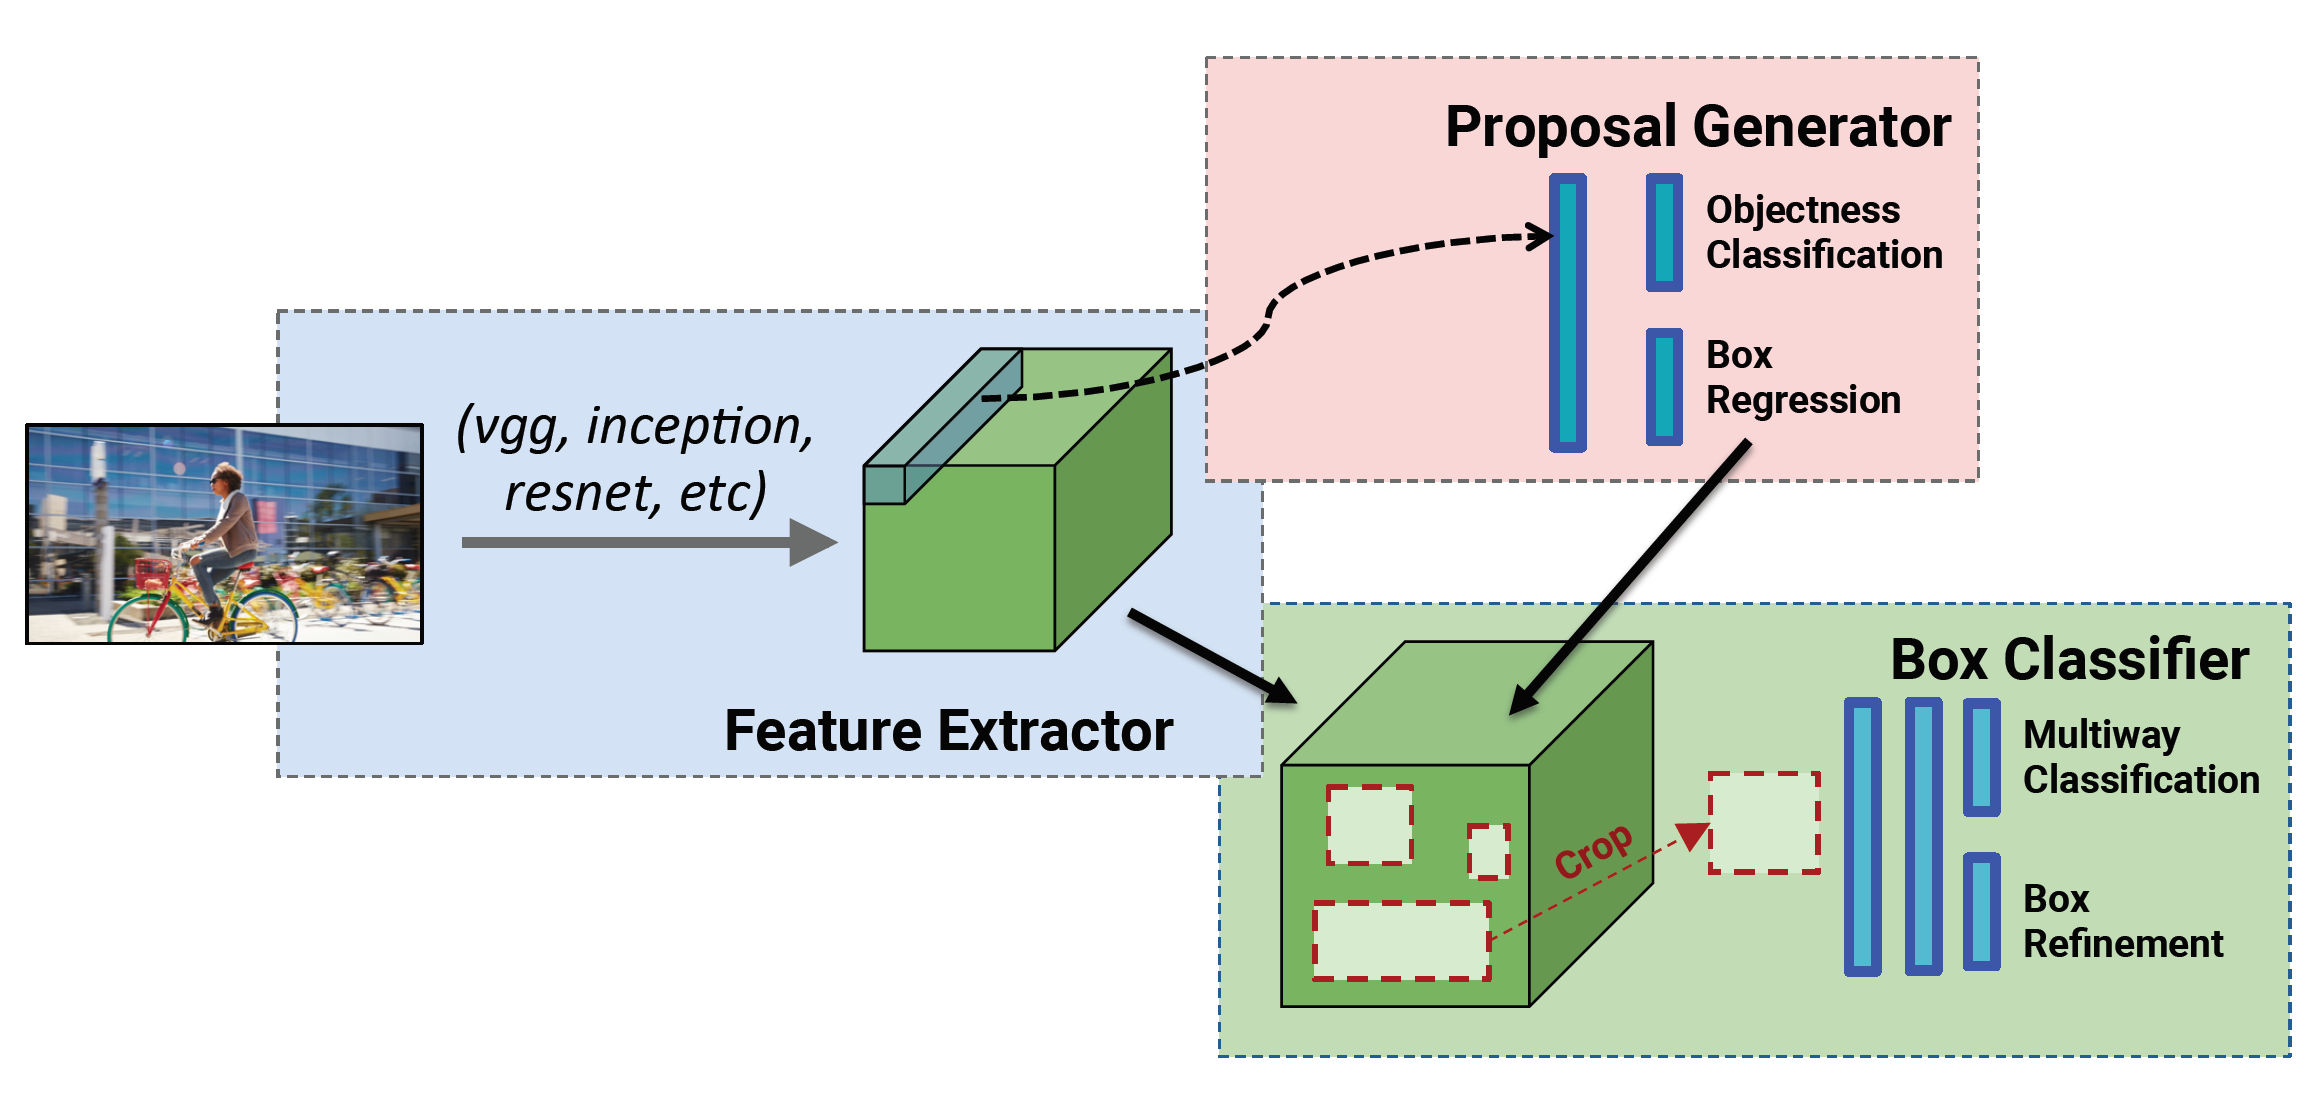 Proposal Generator
Objectness
Classification
Box
Regression
(vgg, inception,
resnet, etc)
Feature Extractor
Box Classifier
Multiway
Classification
Crop
Box
Refinement